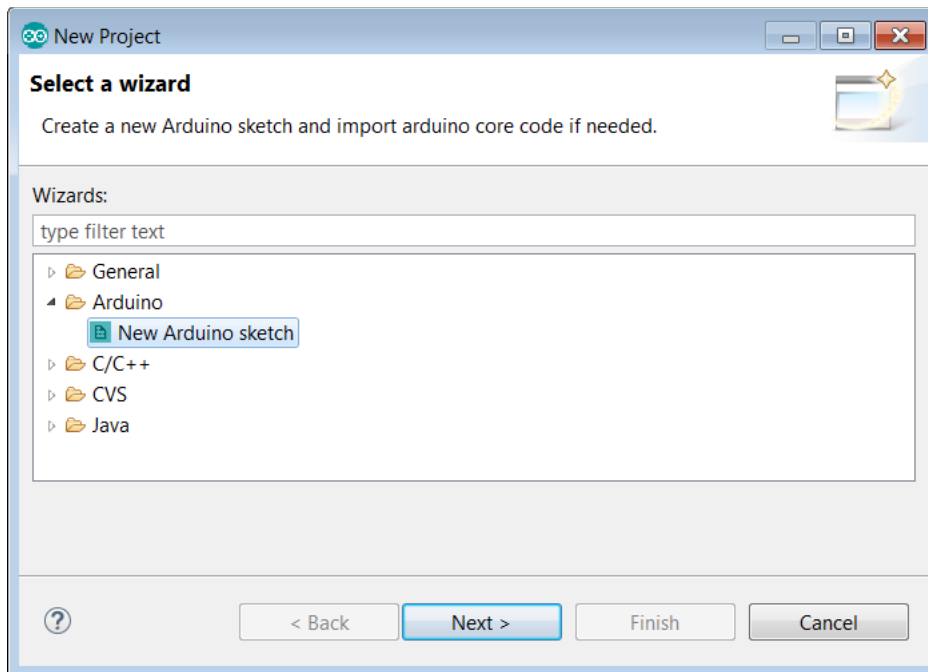 New Project
Select a wizard
Create a new Arduino sketch and import arduino core code if needed.
Wizards:
type filter text
General
Arduino
New Arduino sketch
C/C++
CVS
Java
?
< Back Next > Finish Cancel